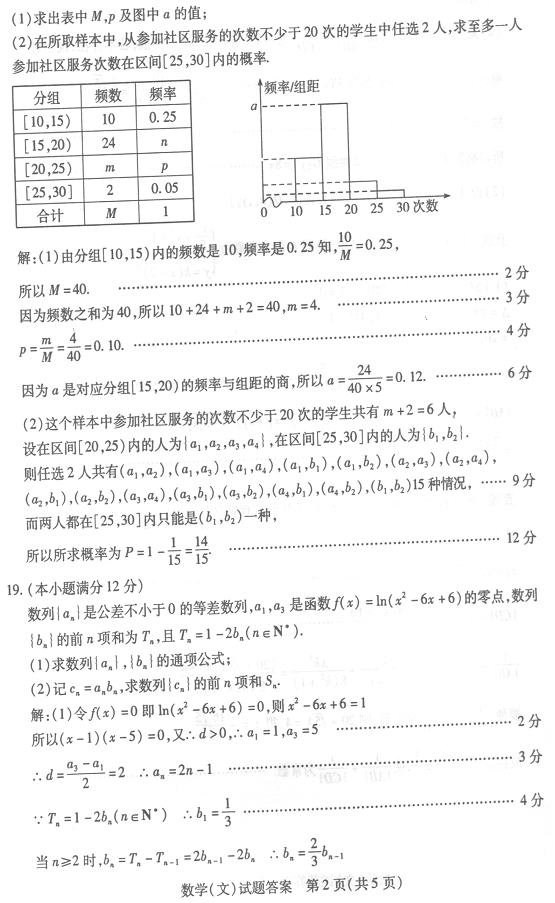 (1)求出表中M,p及图中a的值;
(2)在所取样本中,从参加社区服务的次数不少于20次的学生中任选2人,求至多一人
参加社区服务次数在区间[25,30]内的概率.
分组 频数 频率
[10,15) 10 0.25
[15,20) 24 n
[20,25) m p
[25,30] 2 0.05
合计 M 1
频率/组距
a
0 10 15 20 25 30 次数
解:(1)由分组[10,15)内的频数是10,频率是0.25知,10/M=0.25,
所以M=40. ………… 2分
因为频数之和为40,所以10+24+m+2=40,m=4. ………… 3分
p=m/M=4/40=0.10. ………… 4分
因为a是对应分组[15,20)的频率与组距的商,所以a=24/(40×5)=0.12. ………… 6分
(2)这个样本中参加社区服务的次数不少于20次的学生共有m+2=6人,
设在区间[20,25)内的人为{a₁,a₂,a₃,a₄},在区间[25,30]内的人为{b₁,b₂}.
则任选2人共有(a₁,a₂),(a₁,a₃),(a₁,a₄),(a₁,b₁),(a₁,b₂),(a₂,a₃),(a₂,a₄),
(a₂,b₁),(a₂,b₂),(a₃,a₄),(a₃,b₁),(a₃,b₂),(a₄,b₁),(a₄,b₂),(b₁,b₂)15种情况, …… 9分
而两人都在[25,30]内只能是(b₁,b₂)一种,
所以所求概率为P=1-1/15=14/15. ………… 12分
19.(本小题满分12分)
数列{aₙ}是公差不小于0的等差数列,a₁,a₃是函数f(x)=ln(x²-6x+6)的零点,数列
{bₙ}的前n项和为Tₙ,且Tₙ=1-2bₙ(n∈N*).
(1)求数列{aₙ},{bₙ}的通项公式;
(2)记cₙ=aₙbₙ,求数列{cₙ}的前n项和Sₙ.
解:(1)令f(x)=0即ln(x²-6x+6)=0,则x²-6x+6=1
所以(x-1)(x-5)=0,又∴d>0,∴a₁=1,a₃=5 ………… 2分
∴d=(a₃-a₁)/2=2 ∴aₙ=2n-1 ………… 3分
∵Tₙ=1-2bₙ(n∈N*) ∴b₁=1/3 ………… 4分
当n≥2时,bₙ=Tₙ-Tₙ₋₁=2bₙ₋₁-2bₙ ∴bₙ=2/3bₙ₋₁
数学(文)试题答案 第2页(共5页)